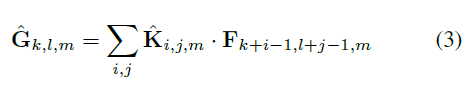 Ĝ_{k,l,m} = ∑_{i,j} K̂_{i,j,m} · F_{k+i−1,l+j−1,m} (3)